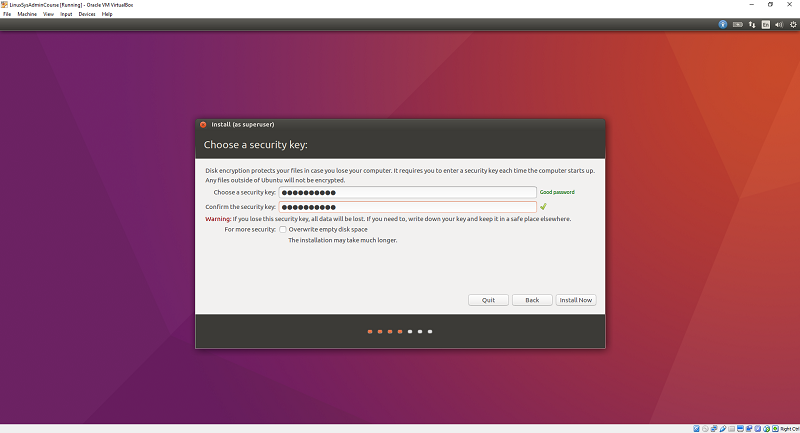 LinuxSysAdminCourse [Running] - Oracle VM VirtualBox
File Machine View Input Devices Help
En
Install (as superuser)
Choose a security key:
Disk encryption protects your files in case you lose your computer. It requires you to enter a security key each time the computer starts up.
Any files outside of Ubuntu will not be encrypted.
Choose a security key: ●●●●●●●●●● Good password
Confirm the security key: ●●●●●●●●●●
Warning: If you lose this security key, all data will be lost. If you need to, write down your key and keep it in a safe place elsewhere.
For more security: Overwrite empty disk space
The installation may take much longer.
Quit Back Install Now
Right Ctrl